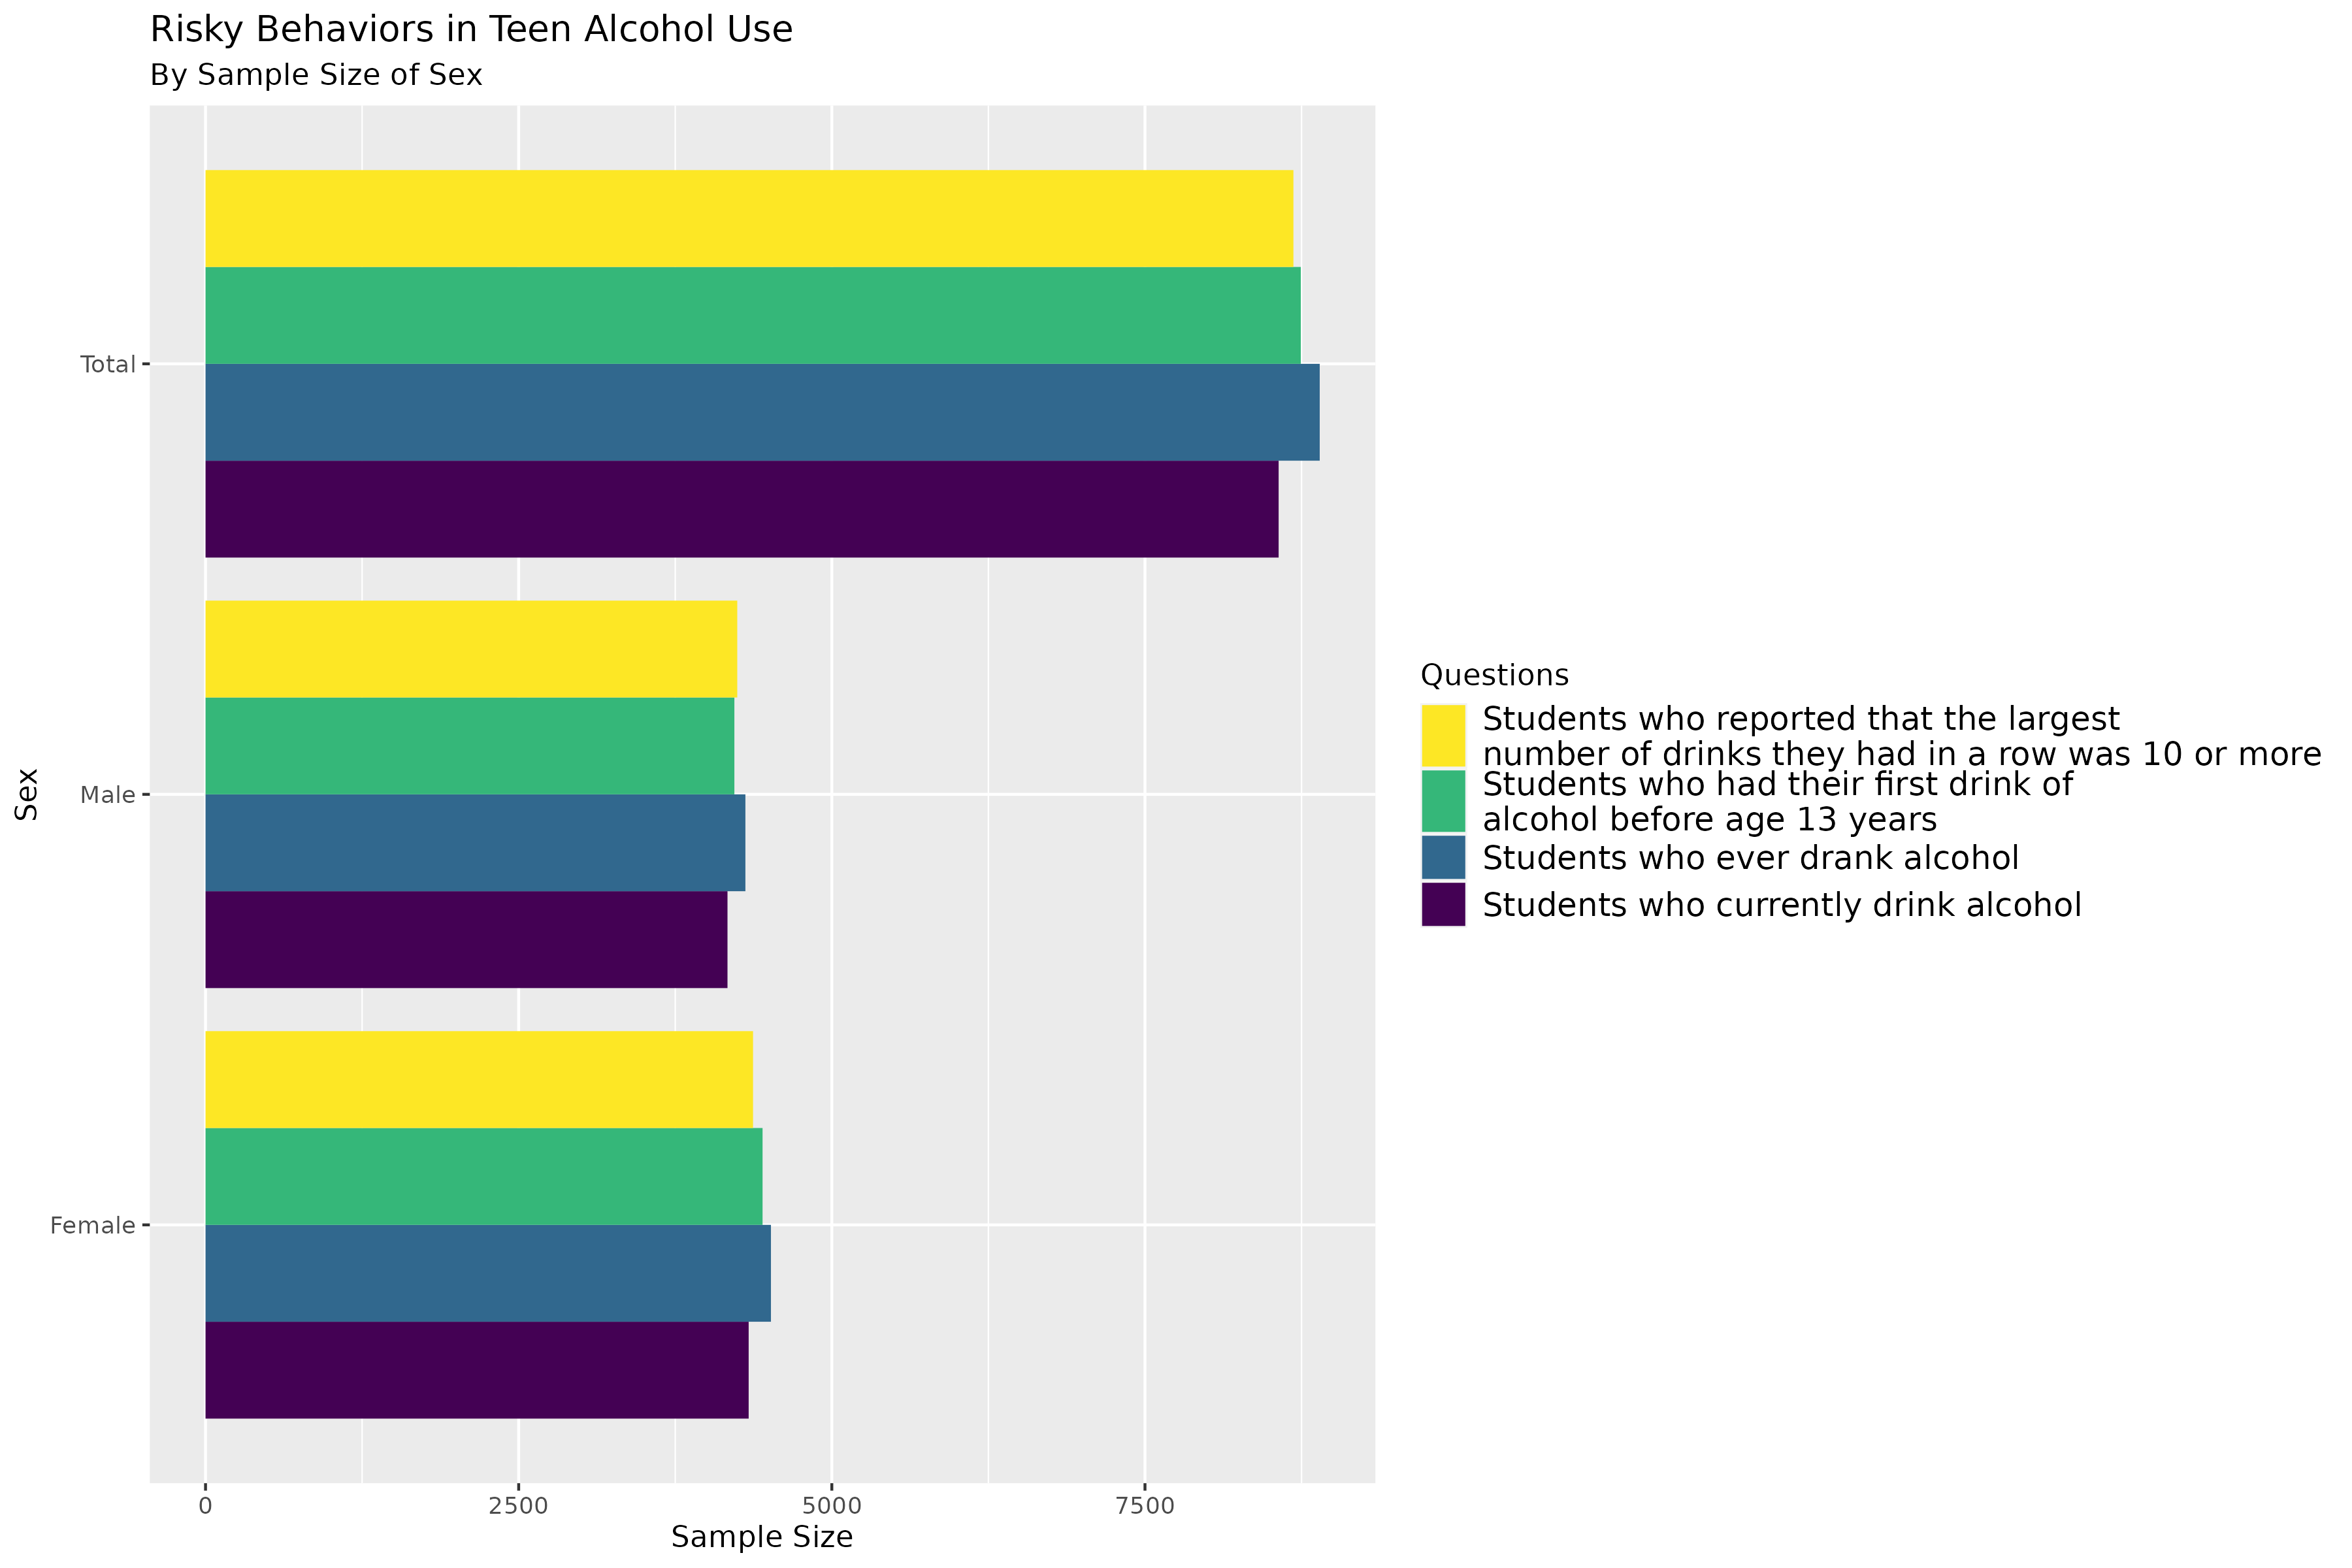 Risky Behaviors in Teen Alcohol Use
By Sample Size of Sex
Total
Male
Female
Sex
0 2500 5000 7500
Sample Size
Questions
Students who reported that the largest
number of drinks they had in a row was 10 or more
Students who had their first drink of
alcohol before age 13 years
Students who ever drank alcohol
Students who currently drink alcohol